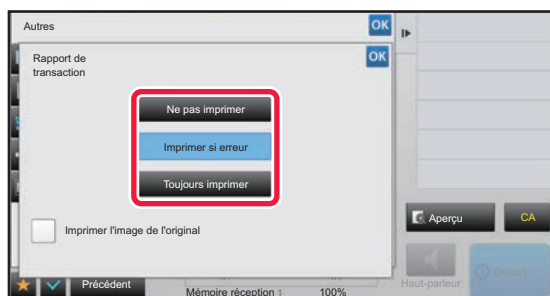 Autres
OK
Rapport de
transaction
OK
Ne pas imprimer
Imprimer si erreur
Toujours imprimer
Imprimer l'image de l'original
Aperçu
CA
Précédent
Mémoire réception :
100%
Haut-parleur
Départ